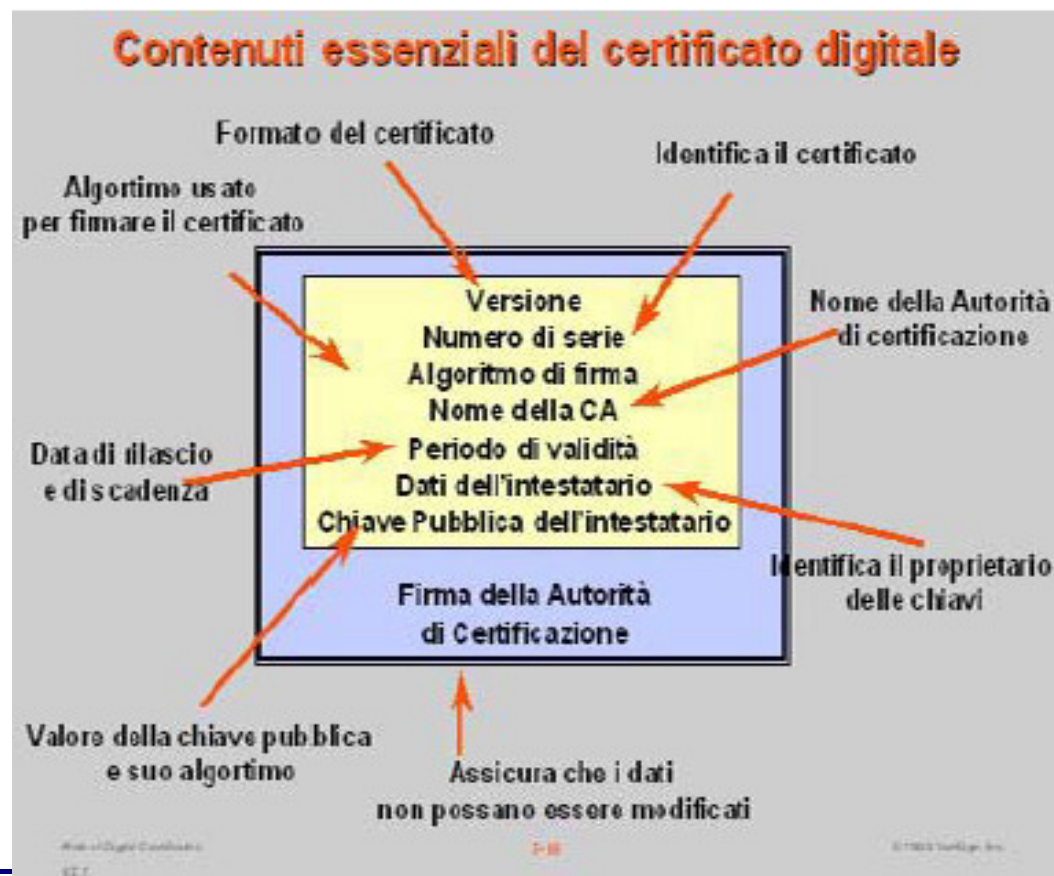 Contenuti essenziali del certificato digitale
Formato del certificato
Identifica il certificato
Algortimo usato
per firmare il certificato
Versione
Numero di serie
Algoritmo di firma
Nome della CA
Periodo di validità
Dati dell'intestatario
Chiave Pubblica dell'intestatario
Nome della Autorità
di certificazione
Data di rilascio
e di scadenza
Identifica il proprietario
delle chiavi
Firma della Autorità
di Certificazione
Valore della chiave pubblica
e suo algortimo
Assicura che i dati
non possano essere modificati